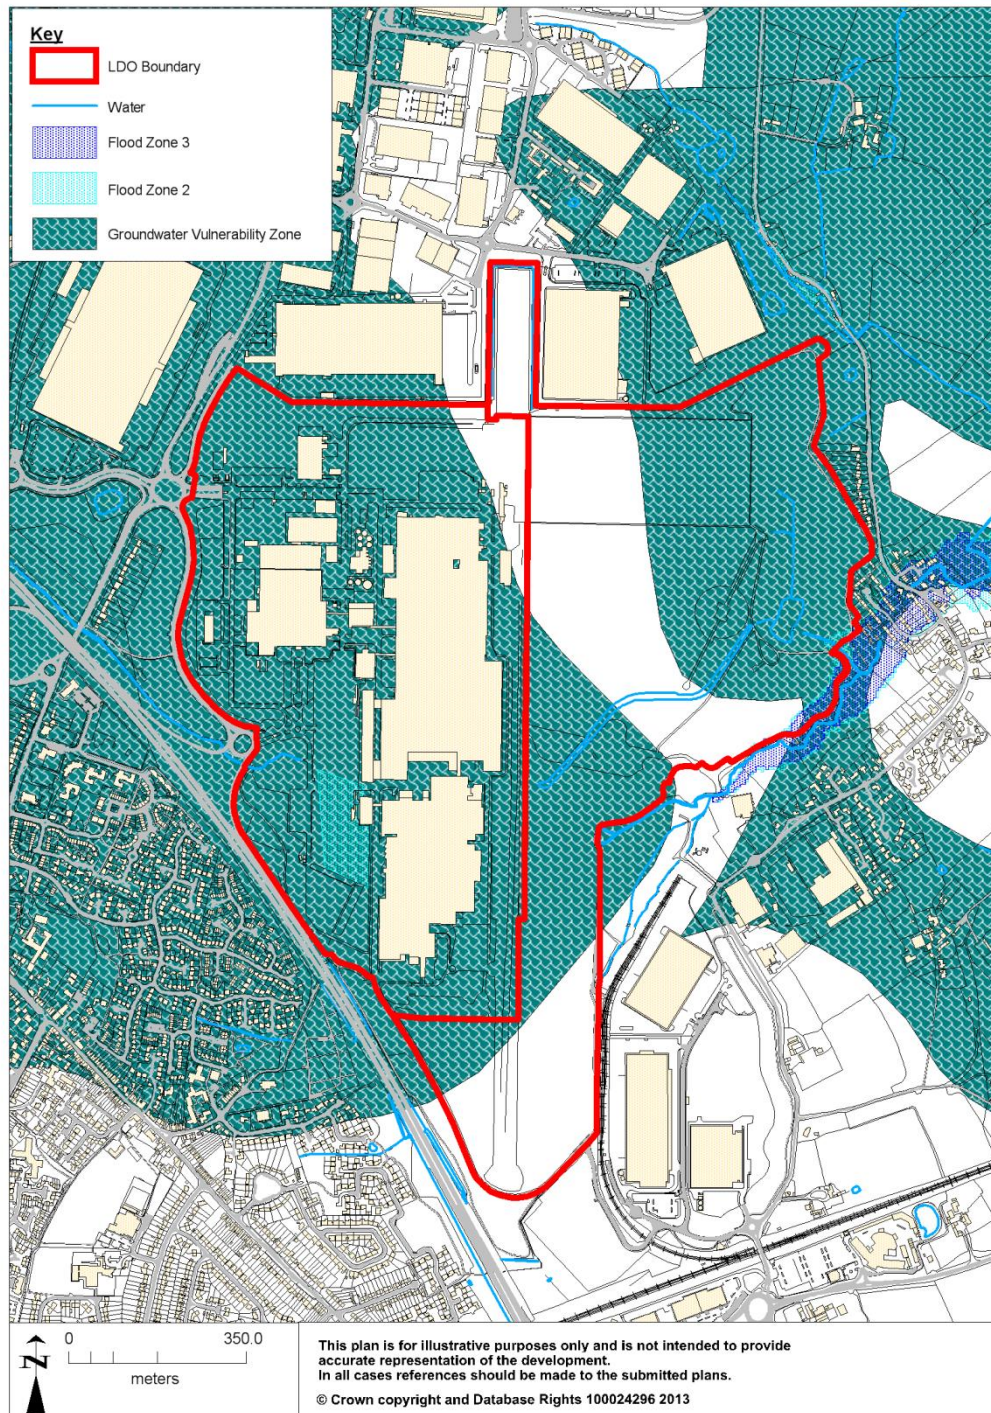 Key
LDO Boundary
Water
Flood Zone 3
Flood Zone 2
Groundwater Vulnerability Zone
N
0 350.0
meters
This plan is for illustrative purposes only and is not intended to provide
accurate representation of the development.
In all cases references should be made to the submitted plans.
© Crown copyright and Database Rights 100024296 2013